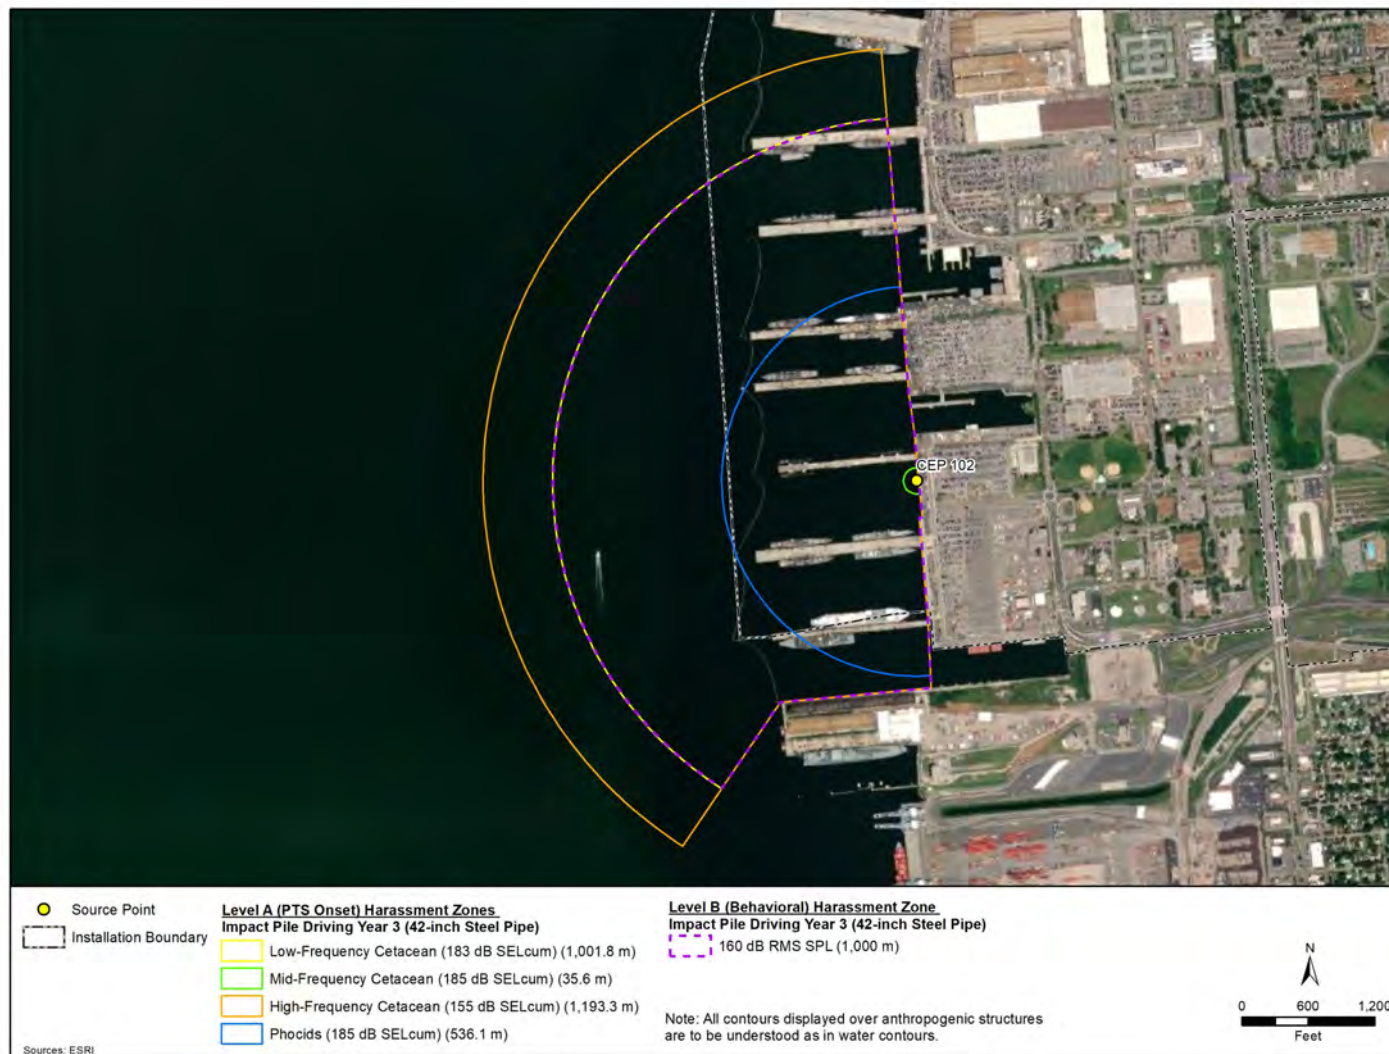 CEP 102
Source Point
Installation Boundary
Level A (PTS Onset) Harassment Zones
Impact Pile Driving Year 3 (42-inch Steel Pipe)
Low-Frequency Cetacean (183 dB SELcum) (1,001.8 m)
Mid-Frequency Cetacean (185 dB SELcum) (35.6 m)
High-Frequency Cetacean (155 dB SELcum) (1,193.3 m)
Phocids (185 dB SELcum) (536.1 m)
Level B (Behavioral) Harassment Zone
Impact Pile Driving Year 3 (42-inch Steel Pipe)
160 dB RMS SPL (1,000 m)
Note: All contours displayed over anthropogenic structures
are to be understood as in water contours.
N
0 600 1,200
Feet
Sources: ESRI